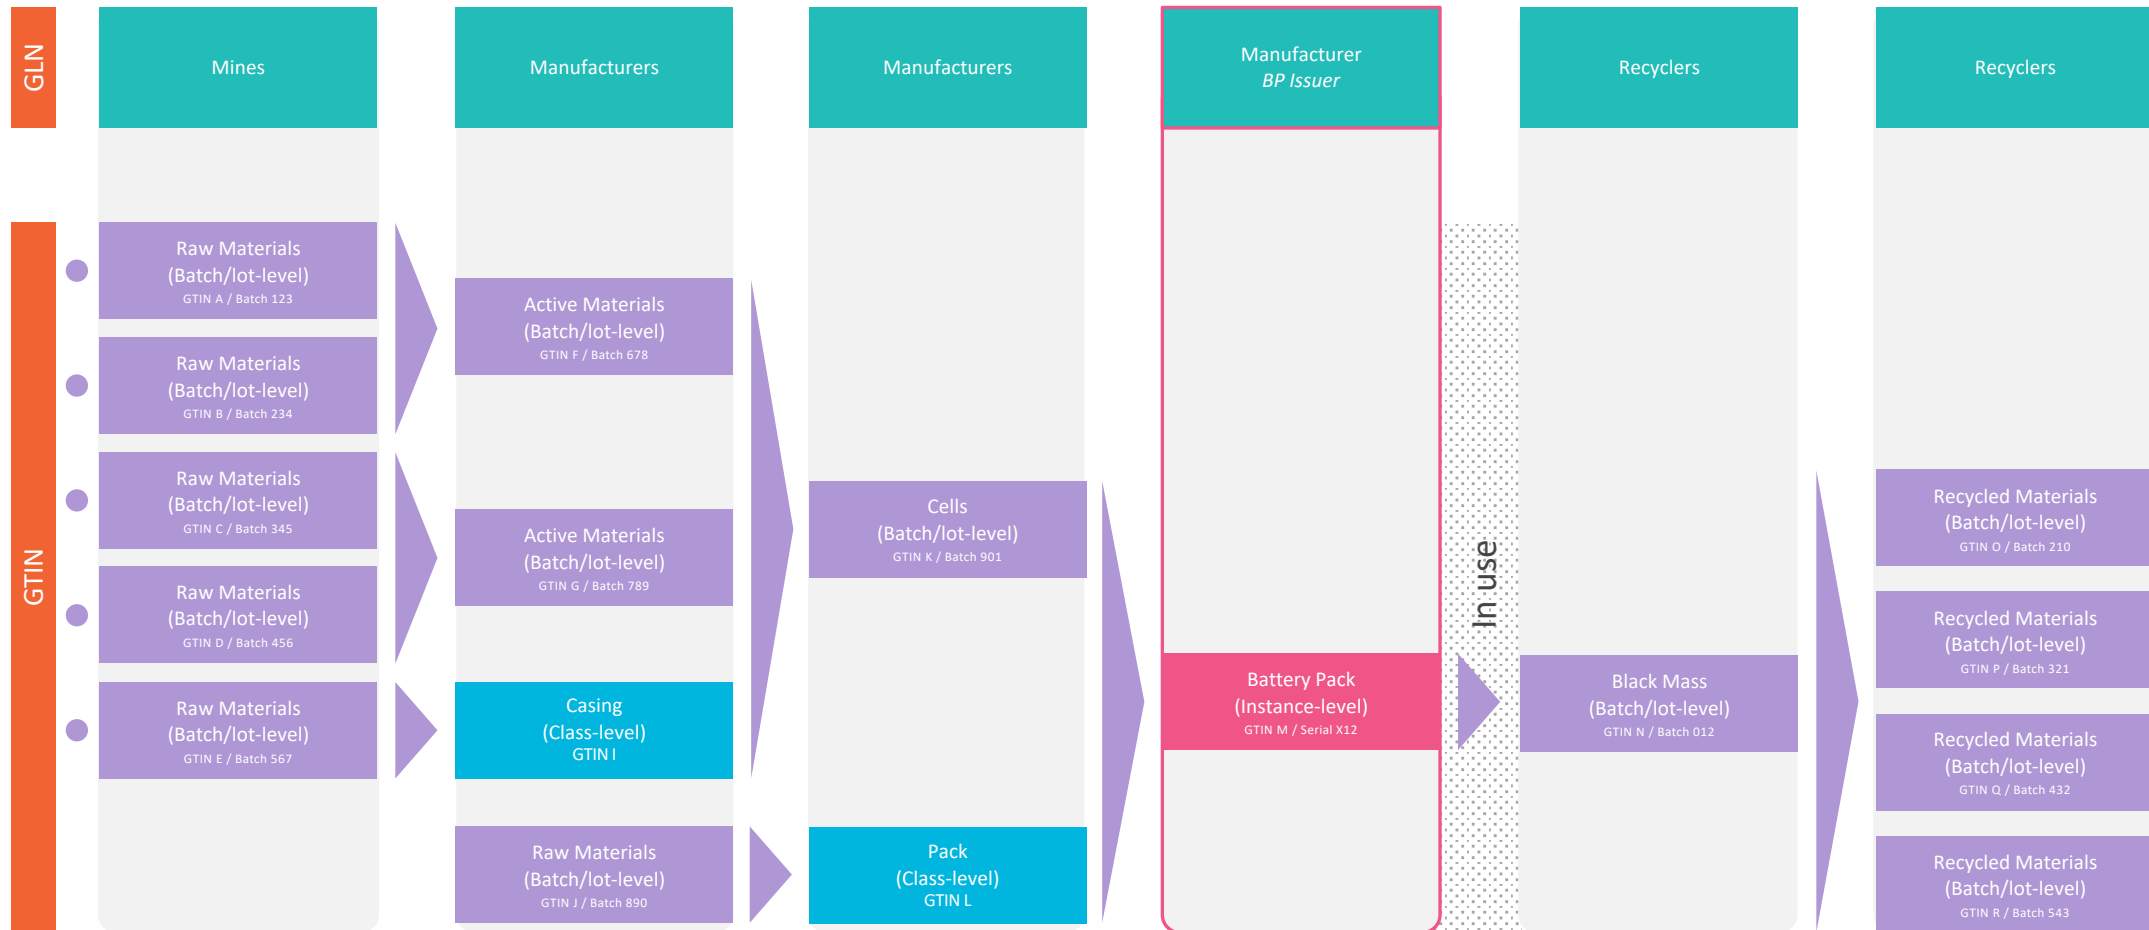 GLN
Mines
Manufacturers
Manufacturers
Manufacturer
BP Issuer
Recyclers
Recyclers
GTIN
Raw Materials
(Batch/lot-level)
GTIN A / Batch 123
Raw Materials
(Batch/lot-level)
GTIN B / Batch 234
Raw Materials
(Batch/lot-level)
GTIN C / Batch 345
Raw Materials
(Batch/lot-level)
GTIN D / Batch 456
Raw Materials
(Batch/lot-level)
GTIN E / Batch 567
Active Materials
(Batch/lot-level)
GTIN F / Batch 678
Active Materials
(Batch/lot-level)
GTIN G / Batch 789
Casing
(Class-level)
GTIN I
Raw Materials
(Batch/lot-level)
GTIN J / Batch 890
Cells
(Batch/lot-level)
GTIN K / Batch 901
Pack
(Class-level)
GTIN L
Battery Pack
(Instance-level)
GTIN M / Serial X12
In use
Black Mass
(Batch/lot-level)
GTIN N / Batch 012
Recycled Materials
(Batch/lot-level)
GTIN O / Batch 210
Recycled Materials
(Batch/lot-level)
GTIN P / Batch 321
Recycled Materials
(Batch/lot-level)
GTIN Q / Batch 432
Recycled Materials
(Batch/lot-level)
GTIN R / Batch 543